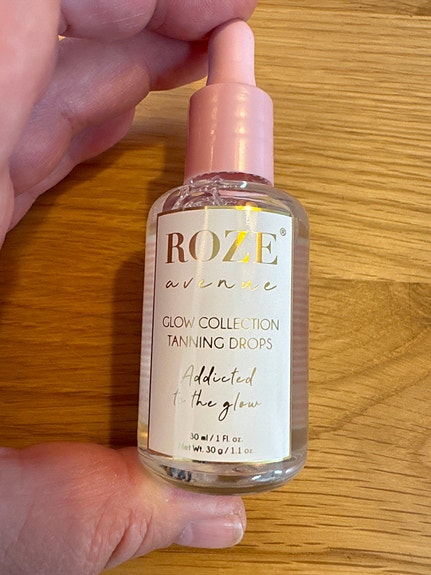 ROZE®
avenue
GLOW COLLECTION
TANNING DROPS
Addicted
to the glow
30 ml / 1 Fl. oz.
Net Wt. 30 g / 1.1 oz.